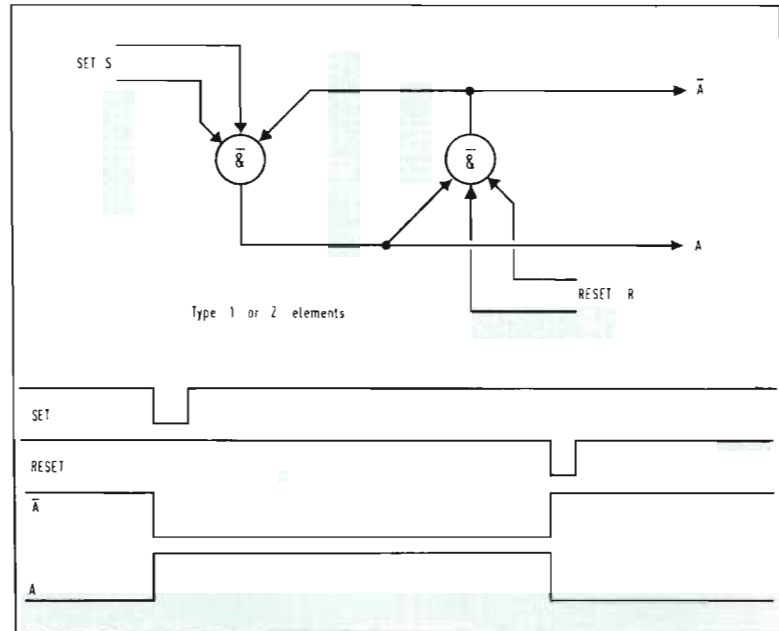 SET S
Ā
&̅
&̅
A
RESET R
Type 1 or 2 elements
SET
RESET
Ā
A